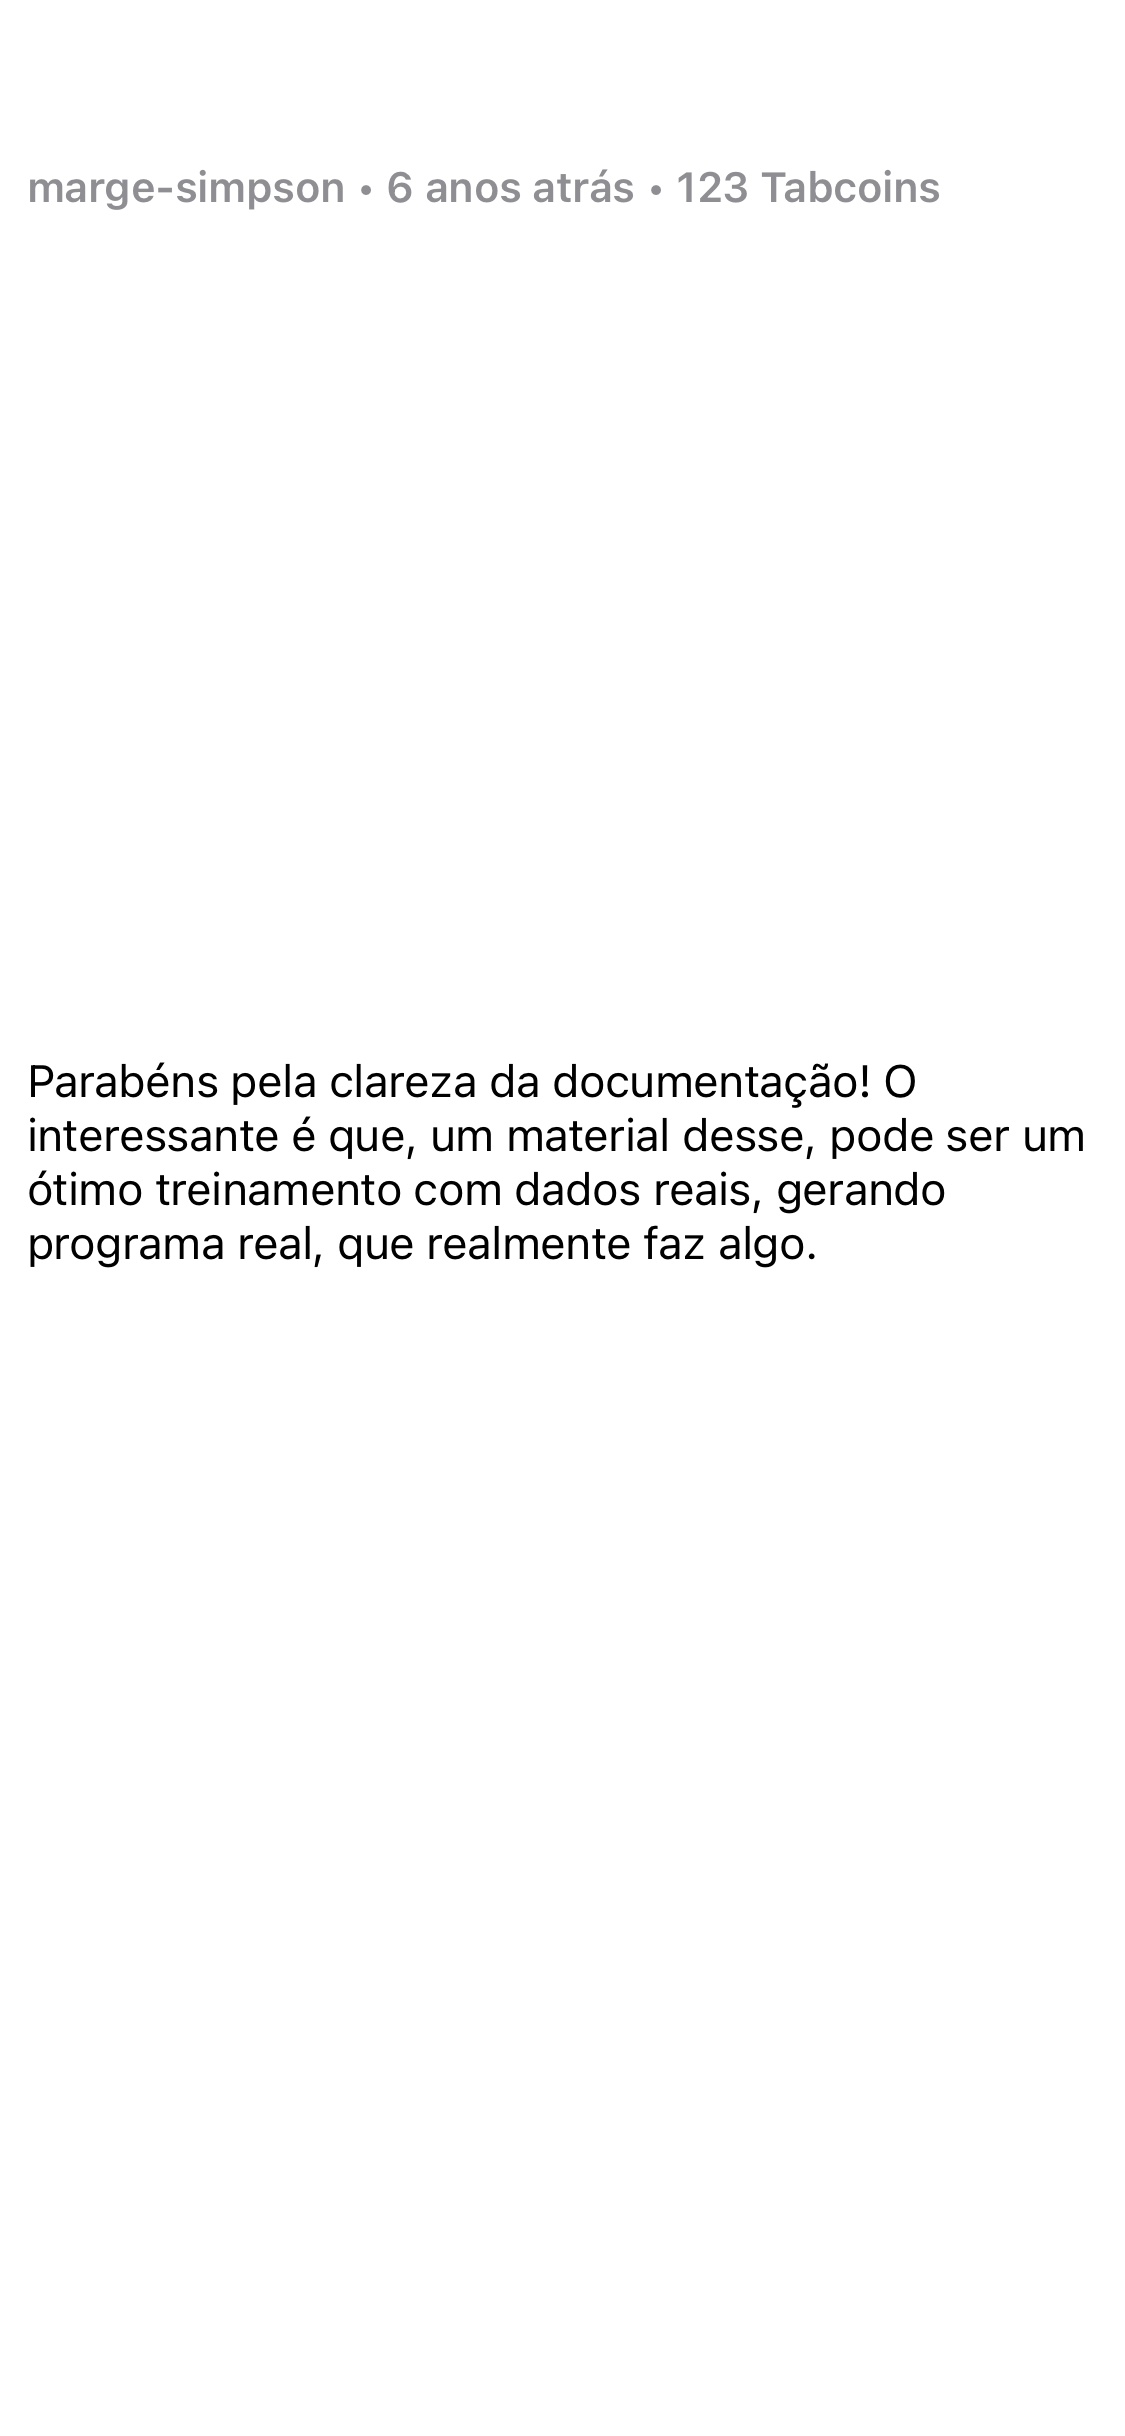 marge-simpson • 6 anos atrás • 123 Tabcoins
Parabéns pela clareza da documentação! O
interessante é que, um material desse, pode ser um
ótimo treinamento com dados reais, gerando
programa real, que realmente faz algo.